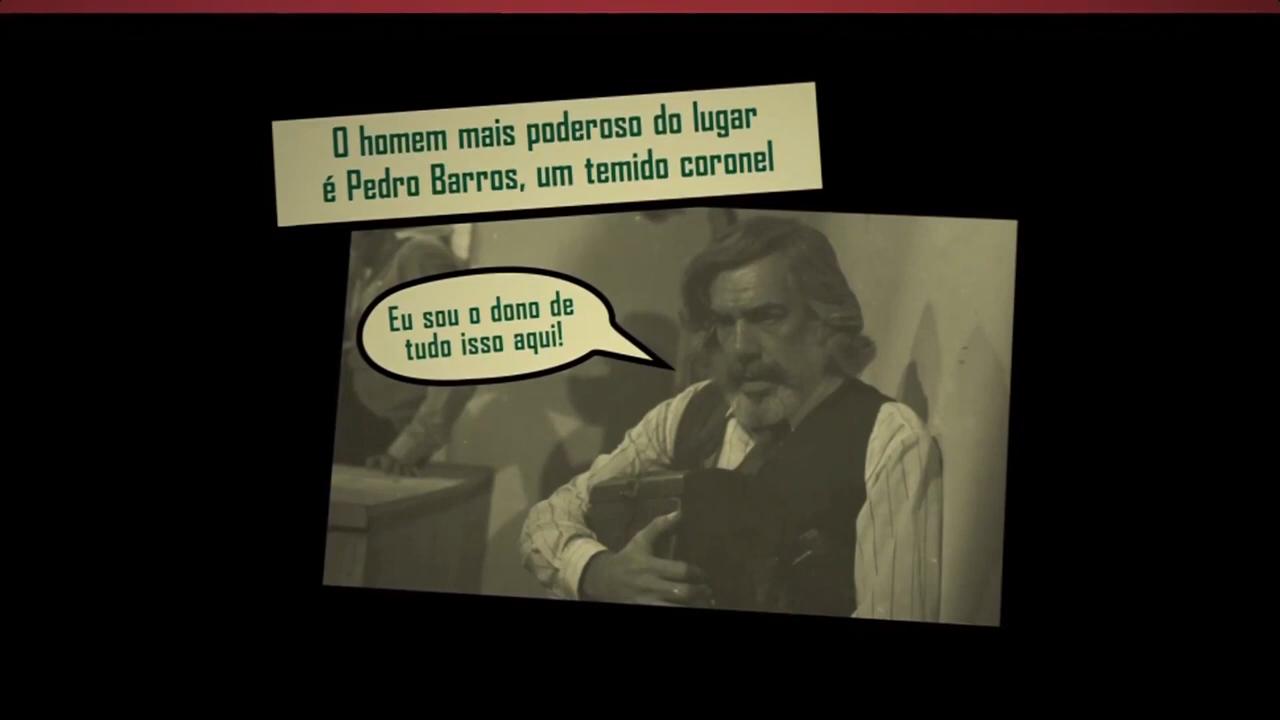 O homem mais poderoso do lugar
é Pedro Barros, um temido coronel
Eu sou o dono de
tudo isso aqui!